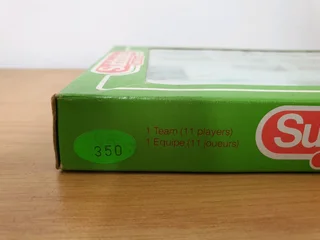 Su
350
1 Team (11 players)
1 Equipe (11 joueurs)